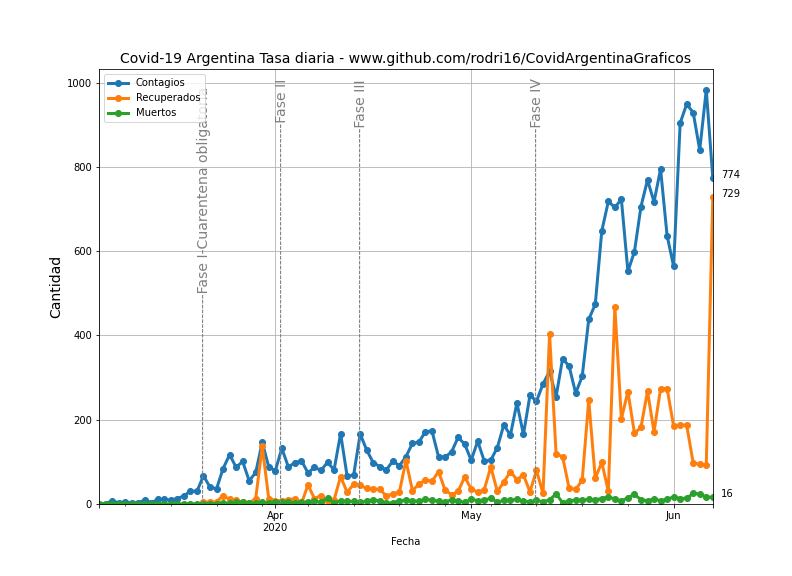 Covid-19 Argentina Tasa diaria - www.github.com/rodri16/CovidArgentinaGraficos
Contagios
Recuperados
Muertos
Fase I-Cuarentena obligatoria
Fase II
Fase III
Fase IV
1000
800
600
400
200
0
Cantidad
774
729
16
Apr
2020
May
Jun
Fecha